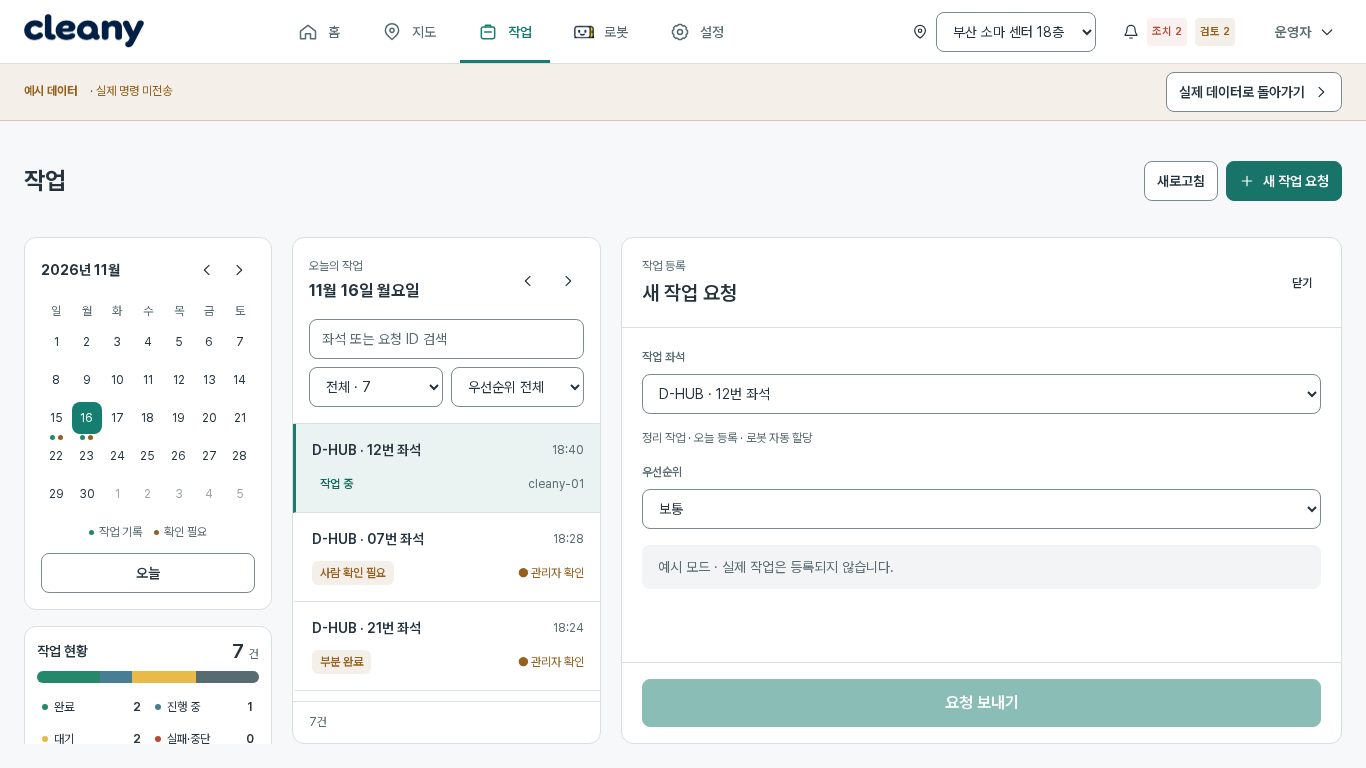 cleany
홈
지도
작업
로봇
설정
부산 소마 센터 18층
조치 2
검토 2
운영자
예시 데이터 · 실제 명령 미전송
실제 데이터로 돌아가기
작업
새로고침
+ 새 작업 요청
2026년 11월
일 월 화 수 목 금 토
1 2 3 4 5 6 7
8 9 10 11 12 13 14
15 16 17 18 19 20 21
22 23 24 25 26 27 28
29 30 1 2 3 4 5
작업 기록 확인 필요
오늘
작업 현황 7 건
완료 2 진행 중 1
대기 2 실패·중단 0
오늘의 작업
11월 16일 월요일
좌석 또는 요청 ID 검색
전체 · 7
우선순위 전체
D-HUB · 12번 좌석 18:40
작업 중 cleany-01
D-HUB · 07번 좌석 18:28
사람 확인 필요 관리자 확인
D-HUB · 21번 좌석 18:24
부분 완료 관리자 확인
7건
작업 등록
새 작업 요청
닫기
작업 좌석
D-HUB · 12번 좌석
정리 작업 · 오늘 등록 · 로봇 자동 할당
우선순위
보통
예시 모드 · 실제 작업은 등록되지 않습니다.
요청 보내기